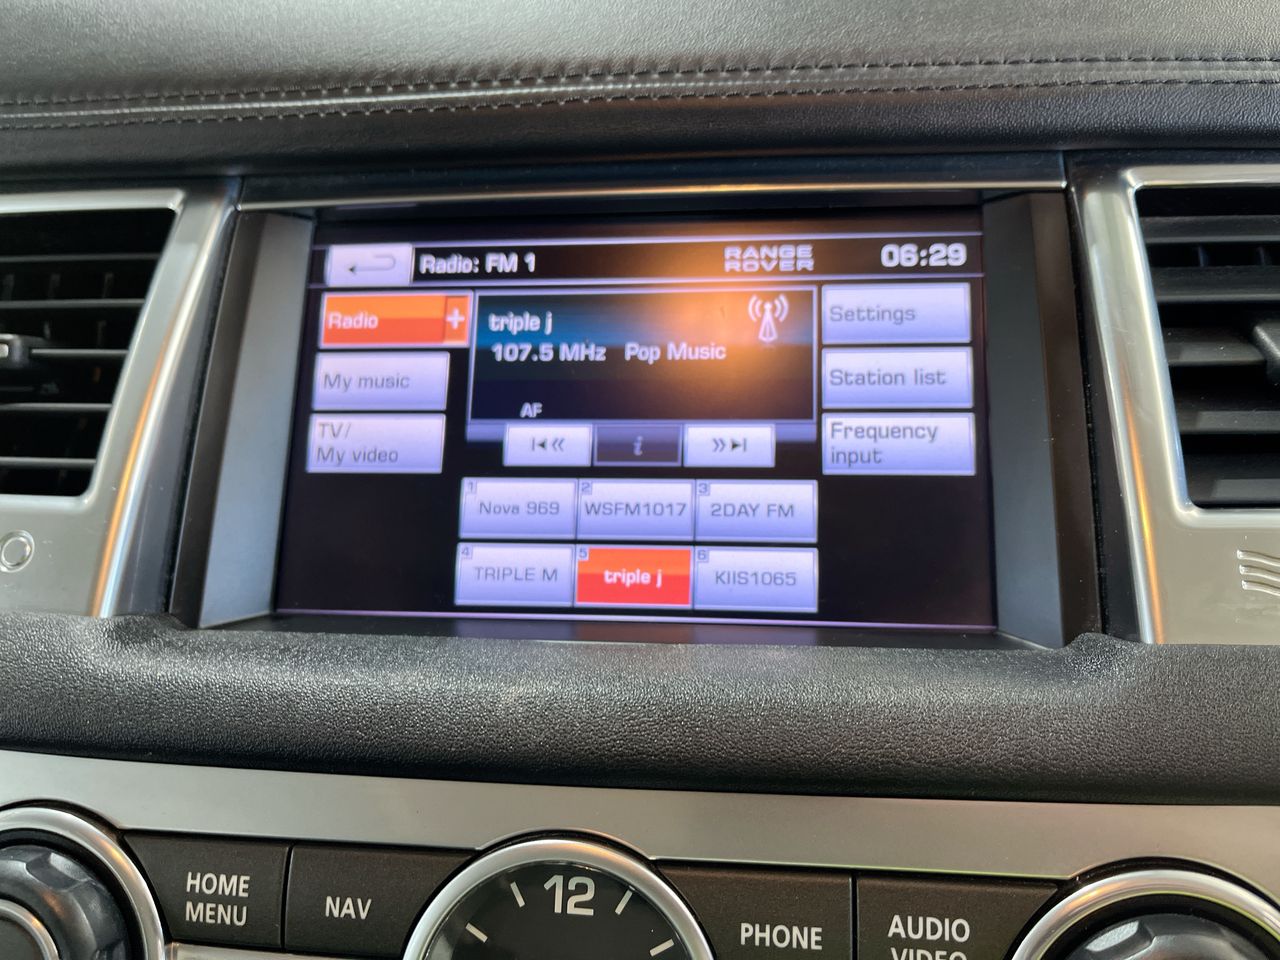 Radio: FM 1
RANGE
ROVER
06:29
Radio
+
triple j
107.5 MHz Pop Music
AF
Settings
My music
Station list
TV/
My video
Frequency
input
i
1 Nova 969
2 WSFM1017
3 2DAY FM
4 TRIPLE M
5 triple j
6 KIIS1065
HOME
MENU
NAV
12
PHONE
AUDIO
VIDEO